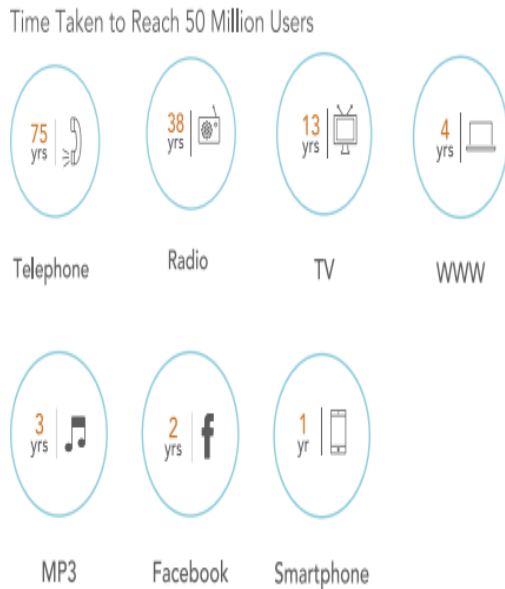 Time Taken to Reach 50 Million Users
75
yrs
Telephone
38
yrs
Radio
13
yrs
TV
4
yrs
WWW
3
yrs
MP3
2
yrs
f
Facebook
1
yr
Smartphone